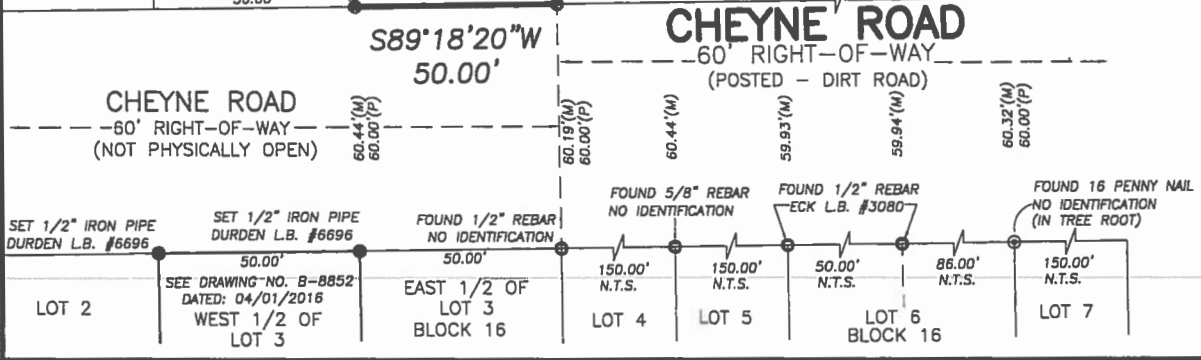 50.00'
S89°18'20"W
50.00'
CHEYNE ROAD
60' RIGHT-OF-WAY
(POSTED - DIRT ROAD)
CHEYNE ROAD
60' RIGHT-OF-WAY
(NOT PHYSICALLY OPEN)
60.44'(M)
60.00'(P)
60.19'(M)
60.00'(P)
60.44'(M)
59.93'(M)
59.94'(M)
60.32'(M)
60.00'(P)
SET 1/2" IRON PIPE
DURDEN L.B. #6696
SET 1/2" IRON PIPE
DURDEN L.B. #6696
FOUND 1/2" REBAR
NO IDENTIFICATION
FOUND 5/8" REBAR
NO IDENTIFICATION
FOUND 1/2" REBAR
ECK L.B. #3080
FOUND 16 PENNY NAIL
NO IDENTIFICATION
(IN TREE ROOT)
50.00'
50.00'
150.00'
N.T.S.
150.00'
N.T.S.
50.00'
N.T.S.
86.00'
N.T.S.
150.00'
N.T.S.
LOT 2
SEE DRAWING NO. B-8852
DATED: 04/01/2016
WEST 1/2 OF
LOT 3
EAST 1/2 OF
LOT 3
BLOCK 16
LOT 4
LOT 5
LOT 6
BLOCK 16
LOT 7